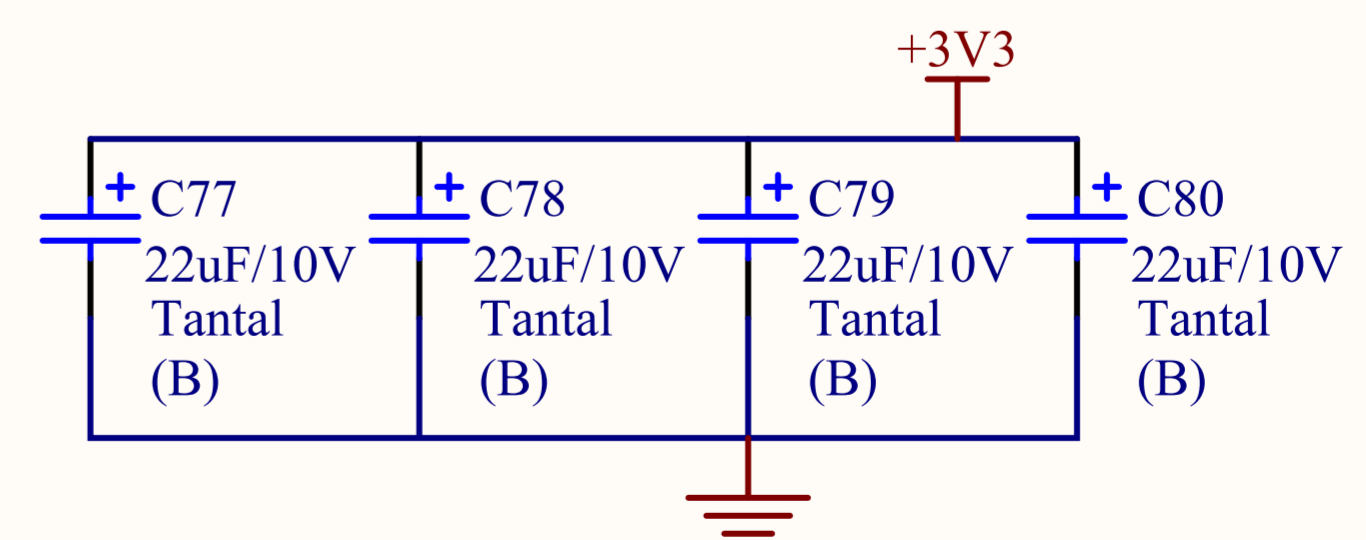 +3V3
C77
22uF/10V
Tantal
(B)
C78
22uF/10V
Tantal
(B)
C79
22uF/10V
Tantal
(B)
C80
22uF/10V
Tantal
(B)